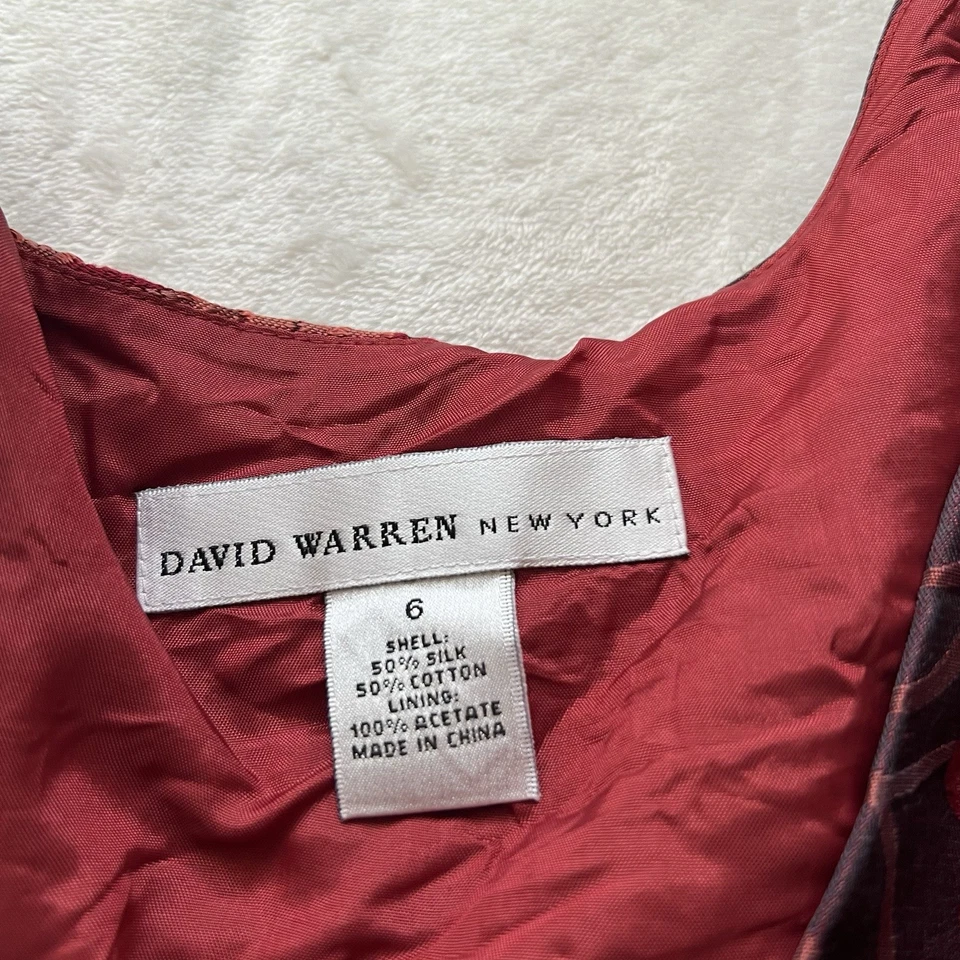 DAVID WARREN NEW YORK
6
SHELL:
50% SILK
50% COTTON
LINING:
100% ACETATE
MADE IN CHINA